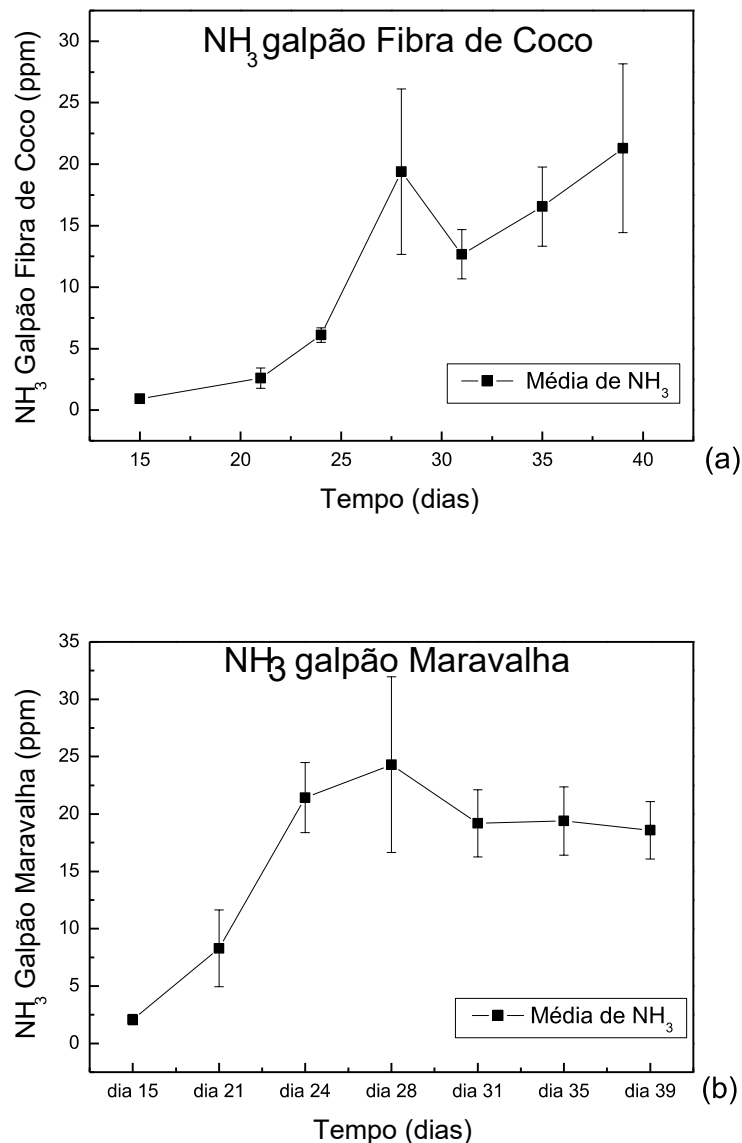 NH3 galpão Fibra de Coco
NH3 Galpão Fibra de Coco (ppm)
30
25
20
15
10
5
0
Média de NH3
15 20 25 30 35 40
Tempo (dias)
(a)
NH3 galpão Maravalha
NH3 Galpão Maravalha (ppm)
35
30
25
20
15
10
5
0
Média de NH3
dia 15 dia 21 dia 24 dia 28 dia 31 dia 35 dia 39
Tempo (dias)
(b)